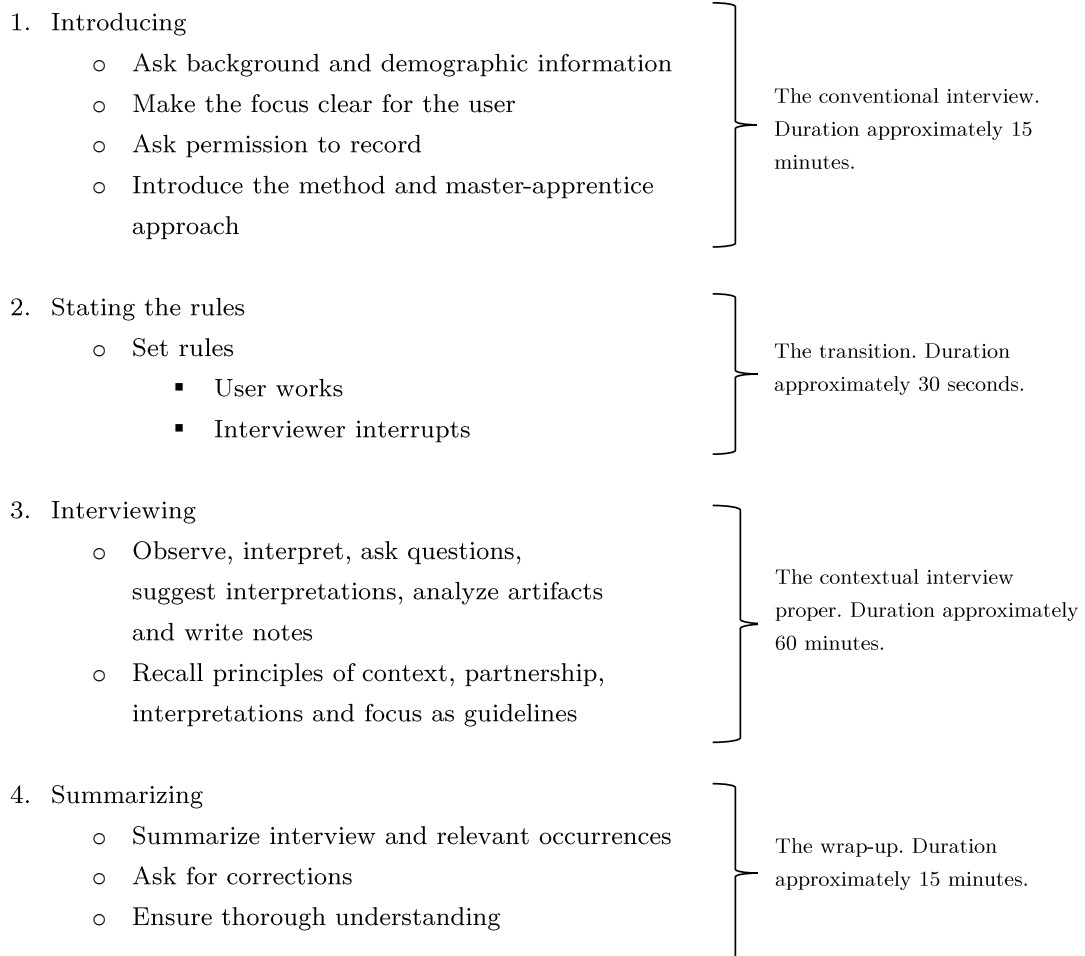 1. Introducing
○ Ask background and demographic information
○ Make the focus clear for the user
○ Ask permission to record
○ Introduce the method and master-apprentice
approach
The conventional interview.
Duration approximately 15
minutes.
2. Stating the rules
○ Set rules
▪ User works
▪ Interviewer interrupts
The transition. Duration
approximately 30 seconds.
3. Interviewing
○ Observe, interpret, ask questions,
suggest interpretations, analyze artifacts
and write notes
○ Recall principles of context, partnership,
interpretations and focus as guidelines
The contextual interview
proper. Duration approximately
60 minutes.
4. Summarizing
○ Summarize interview and relevant occurrences
○ Ask for corrections
○ Ensure thorough understanding
The wrap-up. Duration
approximately 15 minutes.